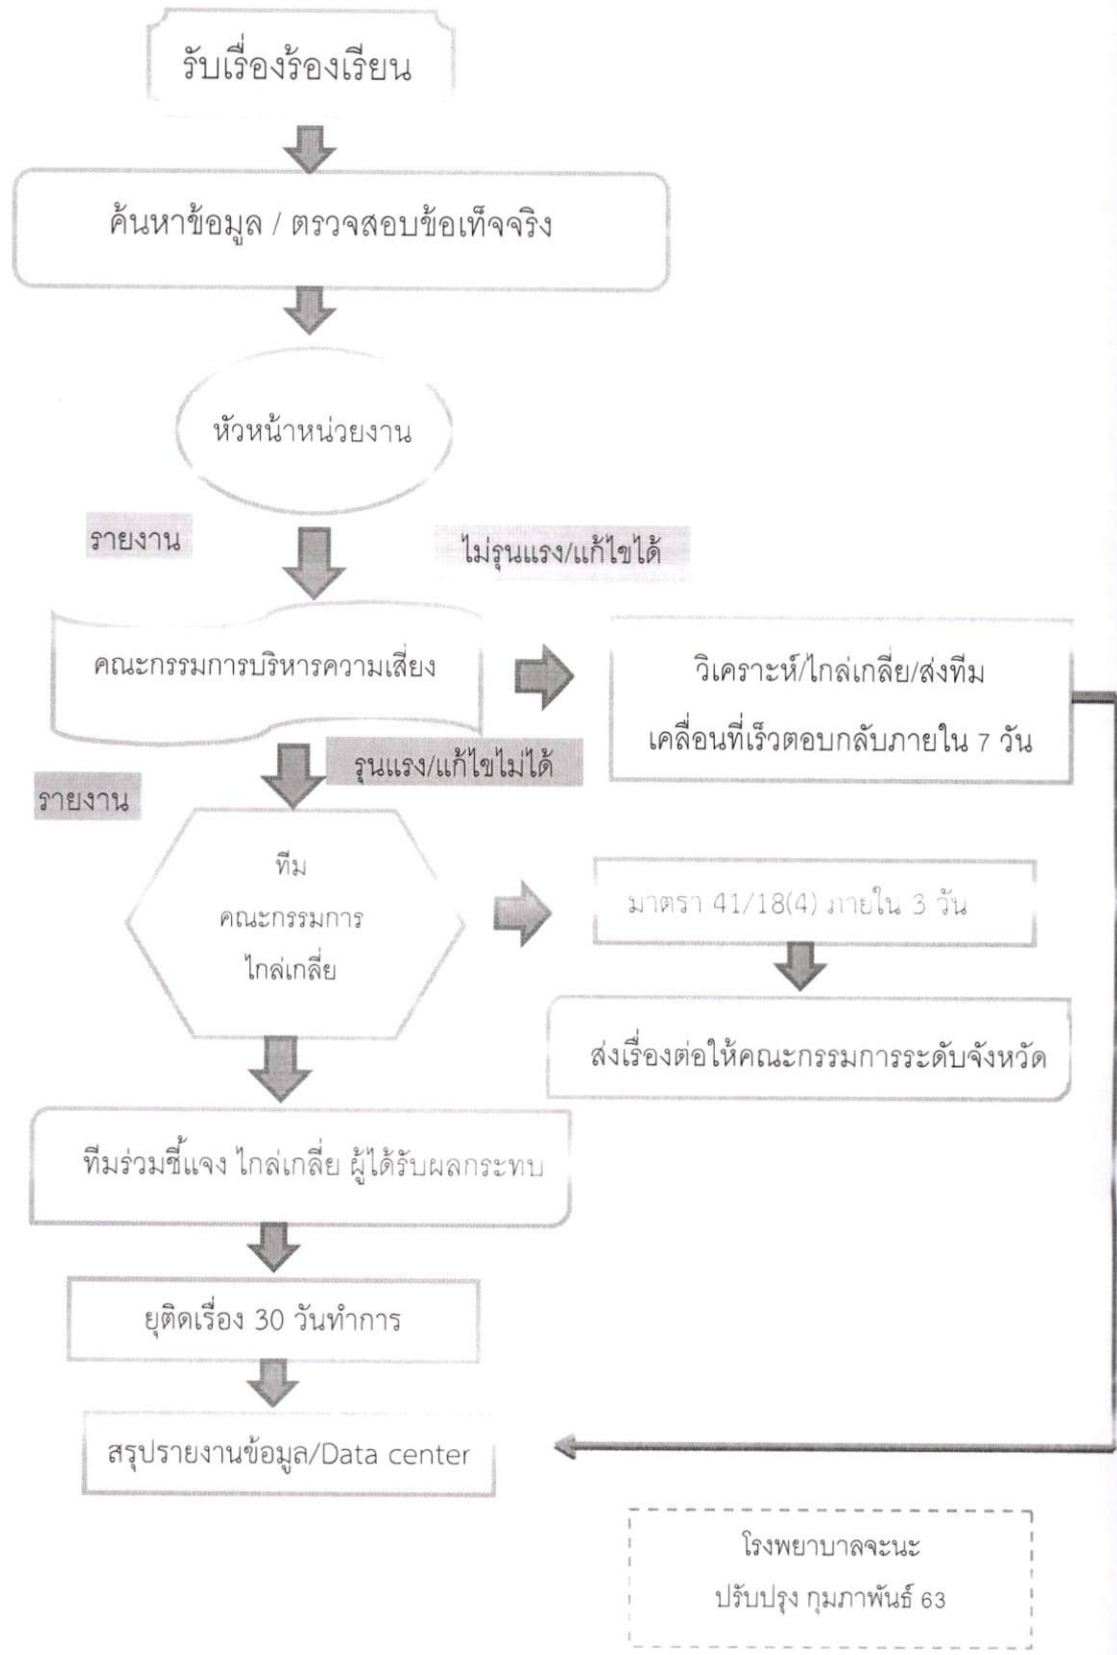 รับเรื่องร้องเรียน
ค้นหาข้อมูล / ตรวจสอบข้อเท็จจริง
หัวหน้าหน่วยงาน
รายงาน
ไม่รุนแรง/แก้ไขได้
คณะกรรมการบริหารความเสี่ยง
วิเคราะห์/ไกล่เกลี่ย/ส่งทีม
เคลื่อนที่เร็วตอบกลับภายใน 7 วัน
รุนแรง/แก้ไขไม่ได้
รายงาน
ทีม
คณะกรรมการ
ไกล่เกลี่ย
มาตรา 41/18(4) ภายใน 3 วัน
ส่งเรื่องต่อให้คณะกรรมการระดับจังหวัด
ทีมร่วมชี้แจง ไกล่เกลี่ย ผู้ได้รับผลกระทบ
ยุติดเรื่อง 30 วันทำการ
สรุปรายงานข้อมูล/Data center
โรงพยาบาลจะนะ
ปรับปรุง กุมภาพันธ์ 63